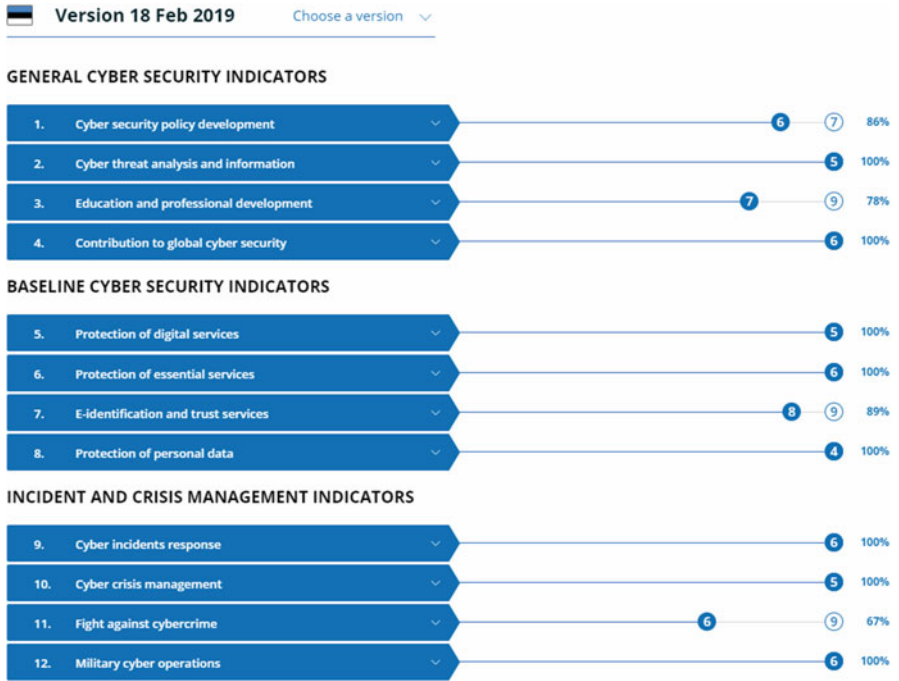 Version 18 Feb 2019 Choose a version
GENERAL CYBER SECURITY INDICATORS
1. Cyber security policy development 6 7 86%
2. Cyber threat analysis and information 5 100%
3. Education and professional development 7 9 78%
4. Contribution to global cyber security 6 100%
BASELINE CYBER SECURITY INDICATORS
5. Protection of digital services 5 100%
6. Protection of essential services 6 100%
7. E-identification and trust services 8 9 89%
8. Protection of personal data 4 100%
INCIDENT AND CRISIS MANAGEMENT INDICATORS
9. Cyber incidents response 6 100%
10. Cyber crisis management 5 100%
11. Fight against cybercrime 6 9 67%
12. Military cyber operations 6 100%